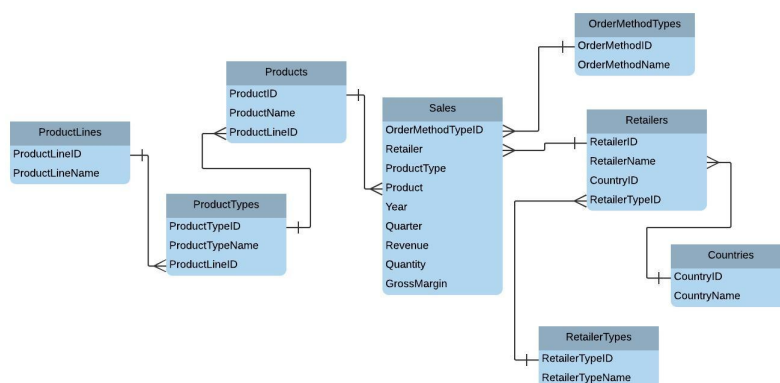 OrderMethodTypes
OrderMethodID
OrderMethodName
Products
ProductID
ProductName
ProductLineID
Sales
OrderMethodTypeID
Retailer
ProductType
Product
Year
Quarter
Revenue
Quantity
GrossMargin
Retailers
RetailerID
RetailerName
CountryID
RetailerTypeID
ProductLines
ProductLineID
ProductLineName
ProductTypes
ProductTypeID
ProductTypeName
ProductLineID
Countries
CountryID
CountryName
RetailerTypes
RetailerTypeID
RetailerTypeName